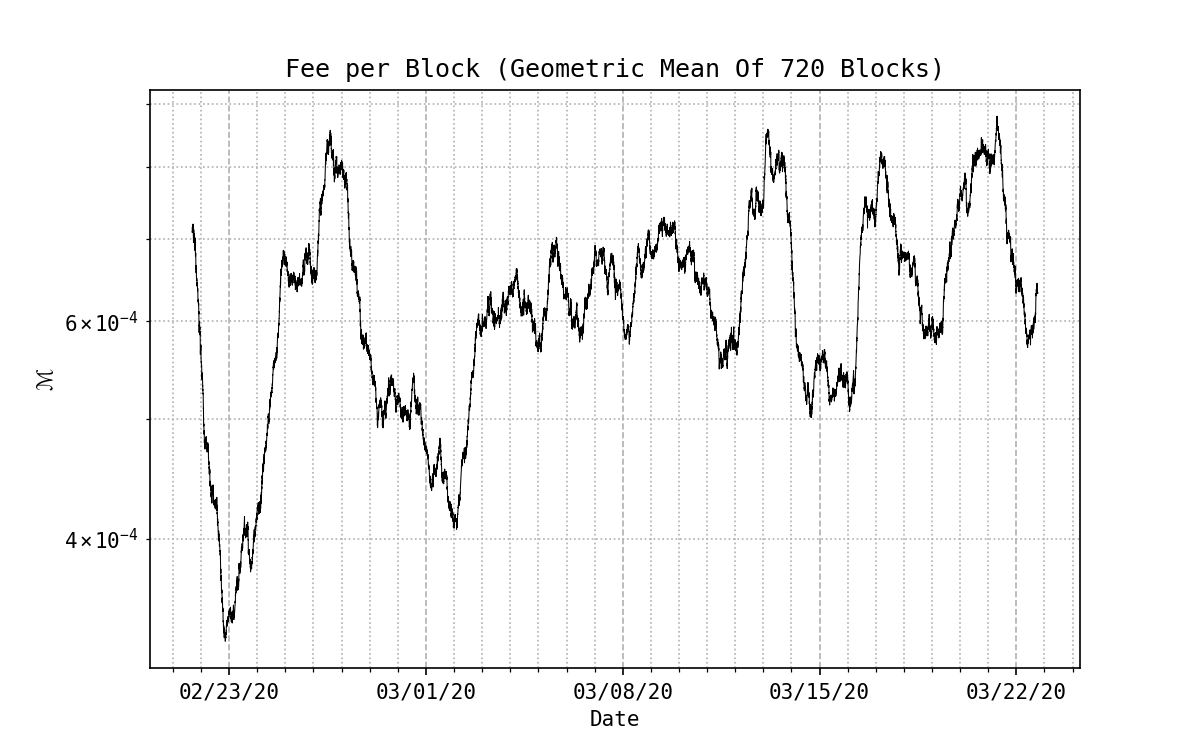 Fee per Block (Geometric Mean Of 720 Blocks)
ℳ
6×10⁻⁴
4×10⁻⁴
02/23/20 03/01/20 03/08/20 03/15/20 03/22/20
Date